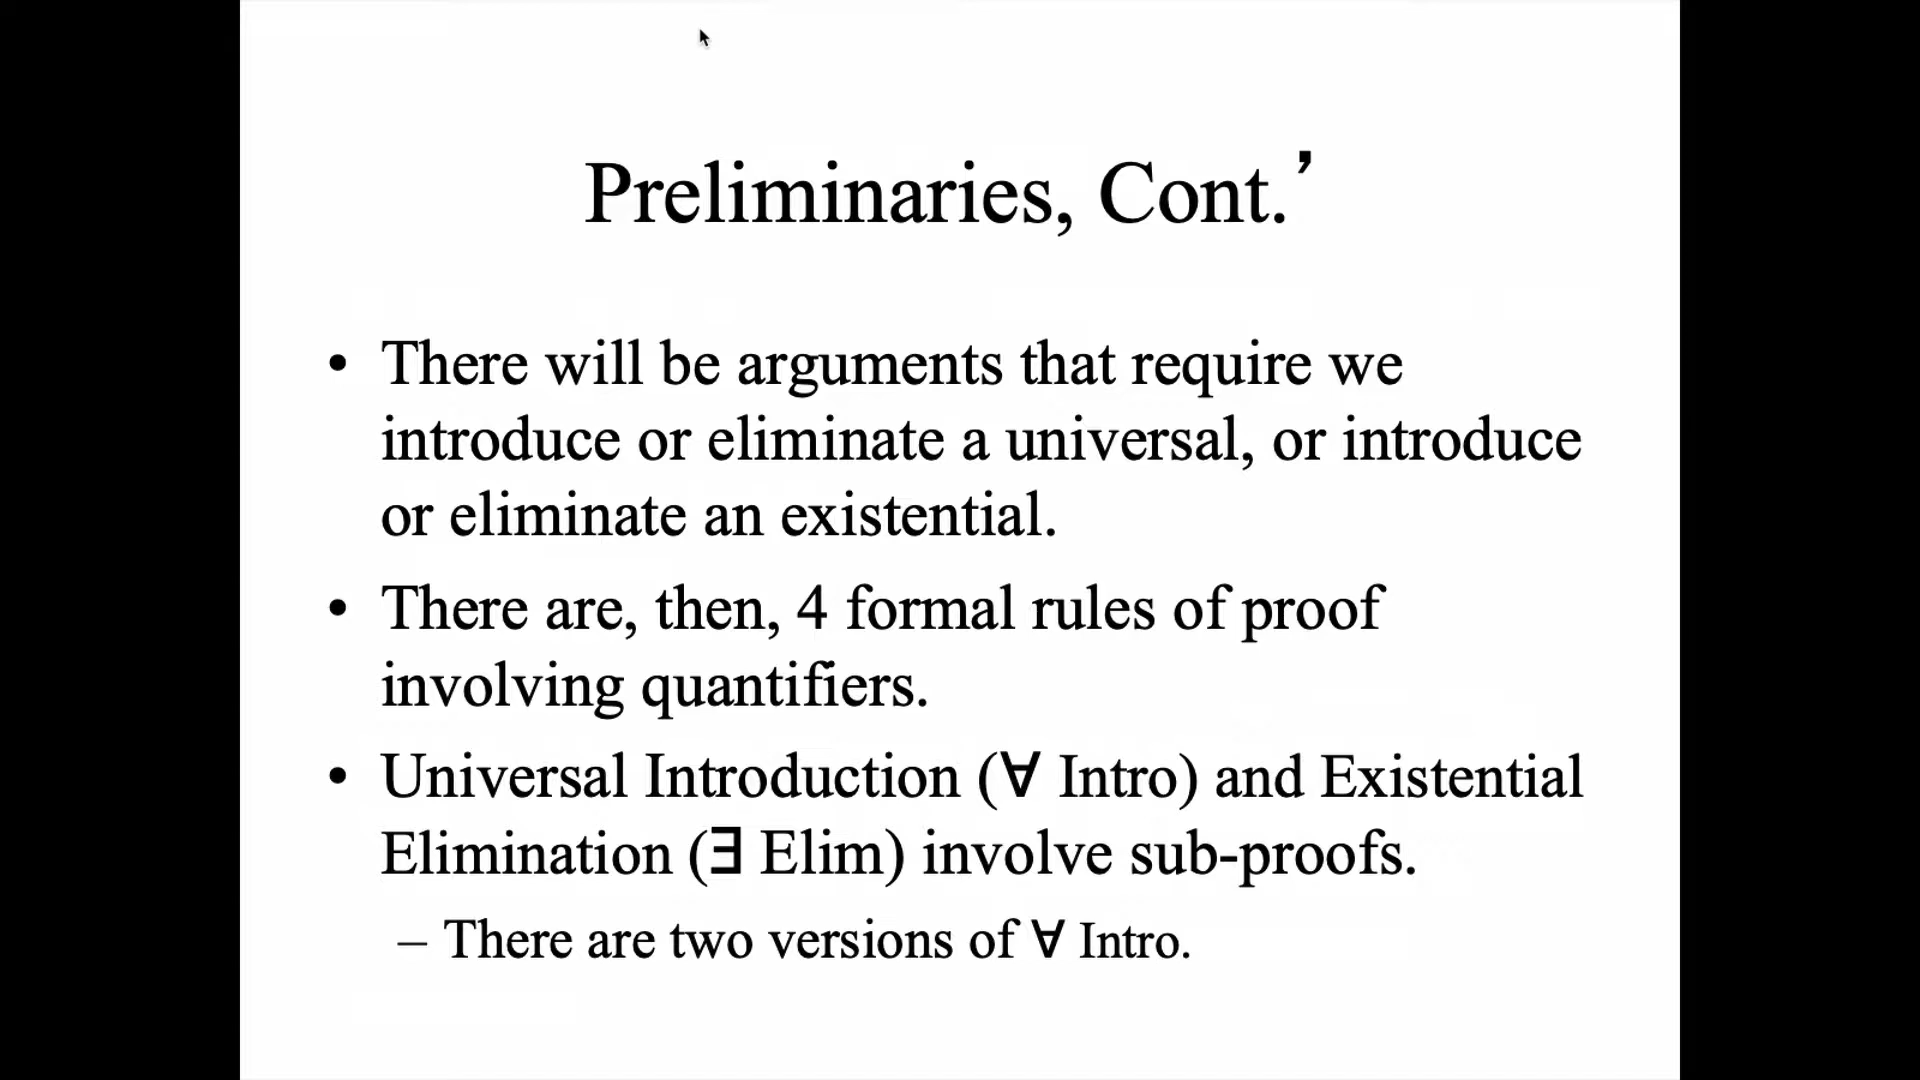 Preliminaries, Cont.’
• There will be arguments that require we
introduce or eliminate a universal, or introduce
or eliminate an existential.
• There are, then, 4 formal rules of proof
involving quantifiers.
• Universal Introduction (∀ Intro) and Existential
Elimination (∃ Elim) involve sub-proofs.
– There are two versions of ∀ Intro.